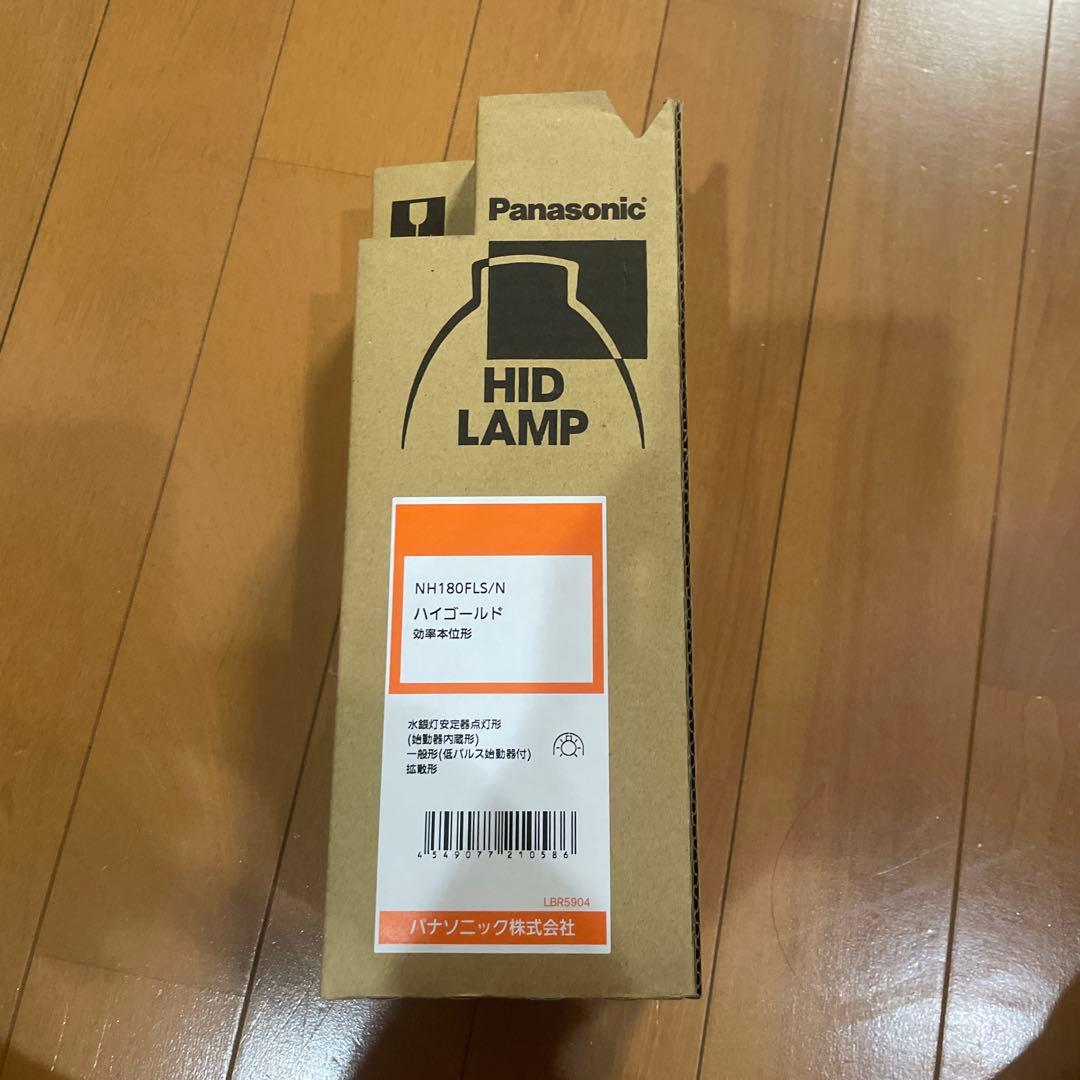 Panasonic
HID
LAMP
NH180FLS/N
ハイゴールド
効率本位形
水銀灯安定器点灯形
(始動器内蔵形)
一般形(低パルス始動器付)
拡散形
4549077210586
LBR5904
パナソニック株式会社